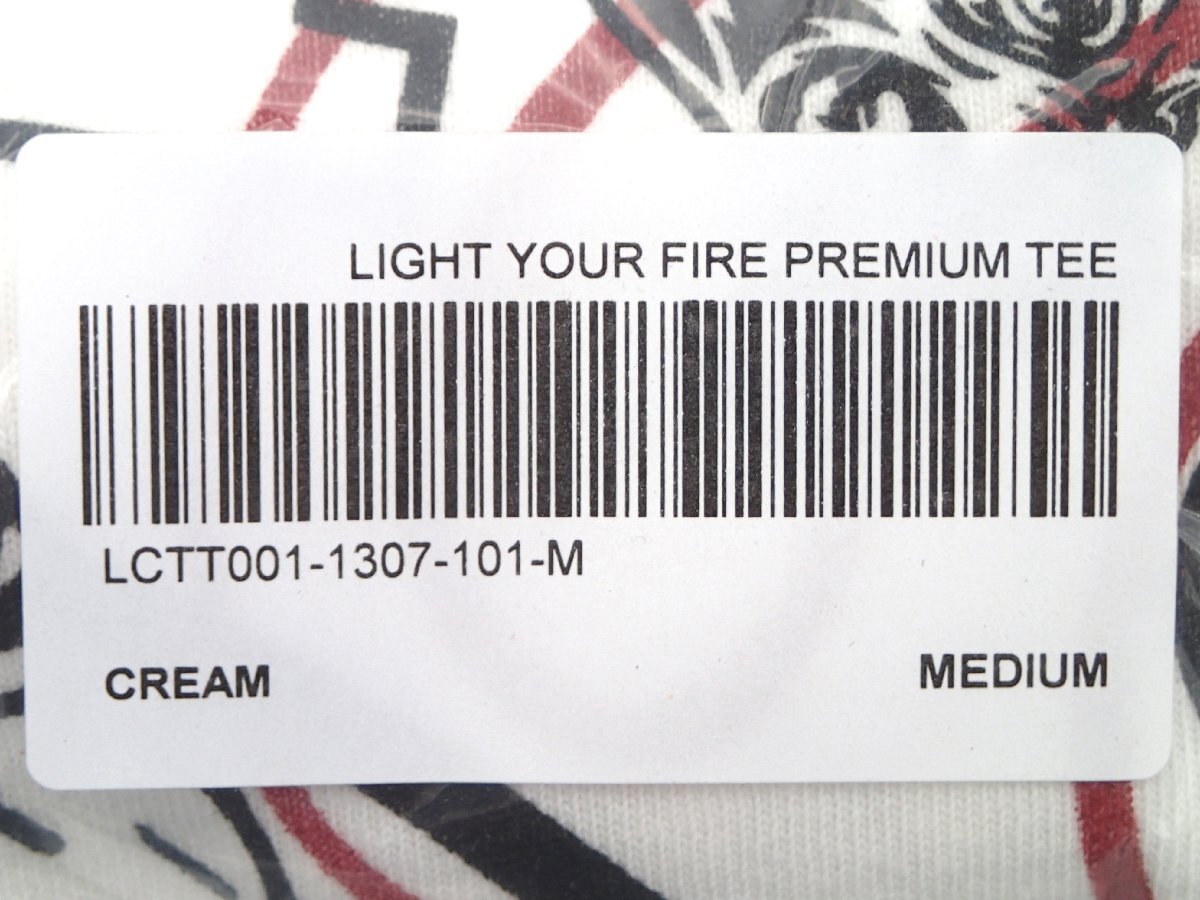 LIGHT YOUR FIRE PREMIUM TEE
LCTT001-1307-101-M
CREAM
MEDIUM